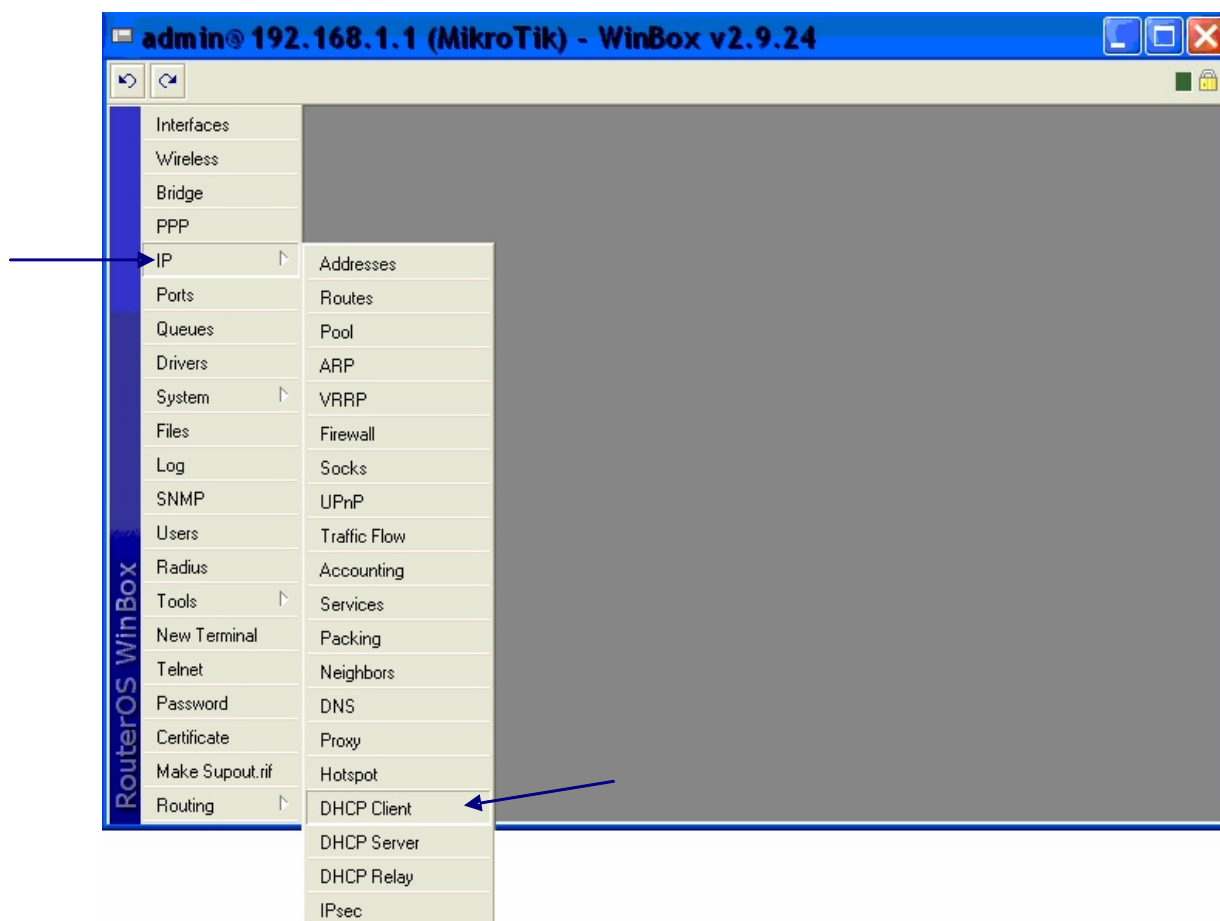 admin@192.168.1.1 (MikroTik) - WinBox v2.9.24
Interfaces
Wireless
Bridge
PPP
IP
Ports
Queues
Drivers
System
Files
Log
SNMP
Users
Radius
Tools
New Terminal
Telnet
Password
Certificate
Make Supout.rif
Routing
Addresses
Routes
Pool
ARP
VRRP
Firewall
Socks
UPnP
Traffic Flow
Accounting
Services
Packing
Neighbors
DNS
Proxy
Hotspot
DHCP Client
DHCP Server
DHCP Relay
IPsec
RouterOS WinBox